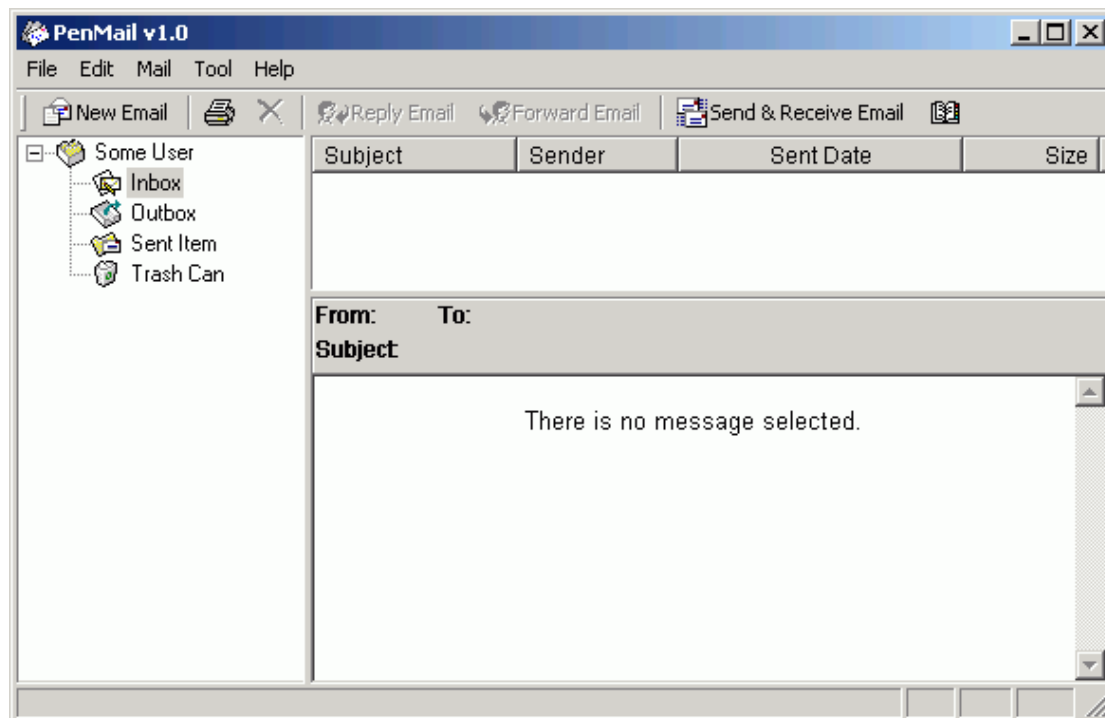 PenMail v1.0
File Edit Mail Tool Help
New Email Reply Email Forward Email Send & Receive Email
Some User
Inbox
Outbox
Sent Item
Trash Can
Subject Sender Sent Date Size
From: To:
Subject:
There is no message selected.